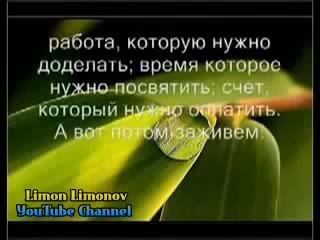 работа, которую нужно
доделать; время которое
нужно посвятить; счет,
который нужно оплатить.
А вот потом заживем.
Limon Limonov
YouTube Channel